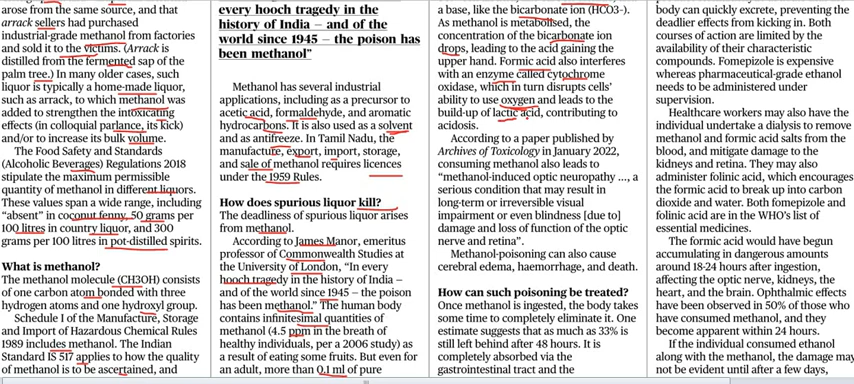 arose from the same source, and that
arrack sellers had purchased
industrial-grade methanol from factories
and sold it to the victims. (Arrack is
distilled from the fermented sap of the
palm tree.) In many older cases, such
liquor is typically a home-made liquor,
such as arrack, to which methanol was
added to strengthen the intoxicating
effects (in colloquial parlance, its kick)
and/or to increase its bulk volume.
The Food Safety and Standards
(Alcoholic Beverages) Regulations 2018
stipulate the maximum permissible
quantity of methanol in different liquors.
These values span a wide range, including
“absent” in coconut fenny, 50 grams per
100 litres in country liquor, and 300
grams per 100 litres in pot-distilled spirits.
What is methanol?
The methanol molecule (CH3OH) consists
of one carbon atom bonded with three
hydrogen atoms and one hydroxyl group.
Schedule I of the Manufacture, Storage
and Import of Hazardous Chemical Rules
1989 includes methanol. The Indian
Standard IS 517 applies to how the quality
of methanol is to be ascertained, and
every hooch tragedy in the
history of India – and of the
world since 1945 – the poison has
been methanol”
Methanol has several industrial
applications, including as a precursor to
acetic acid, formaldehyde, and aromatic
hydrocarbons. It is also used as a solvent
and as antifreeze. In Tamil Nadu, the
manufacture, export, import, storage,
and sale of methanol requires licences
under the 1959 Rules.
How does spurious liquor kill?
The deadliness of spurious liquor arises
from methanol.
According to James Manor, emeritus
professor of Commonwealth Studies at
the University of London, “In every
hooch tragedy in the history of India –
and of the world since 1945 – the poison
has been methanol.” The human body
contains infinitesimal quantities of
methanol (4.5 ppm in the breath of
healthy individuals, per a 2006 study) as
a result of eating some fruits. But even for
an adult, more than 0.1 ml of pure
a base, like the bicarbonate ion (HCO3-).
As methanol is metabolised, the
concentration of the bicarbonate ion
drops, leading to the acid gaining the
upper hand. Formic acid also interferes
with an enzyme called cytochrome
oxidase, which in turn disrupts cells’
ability to use oxygen and leads to the
build-up of lactic acid, contributing to
acidosis.
According to a paper published by
Archives of Toxicology in January 2022,
consuming methanol also leads to
“methanol-induced optic neuropathy ..., a
serious condition that may result in
long-term or irreversible visual
impairment or even blindness [due to]
damage and loss of function of the optic
nerve and retina”.
Methanol-poisoning can also cause
cerebral edema, haemorrhage, and death.
How can such poisoning be treated?
Once methanol is ingested, the body takes
some time to completely eliminate it. One
estimate suggests that as much as 33% is
still left behind after 48 hours. It is
completely absorbed via the
gastrointestinal tract and the
body can quickly excrete, preventing the
deadlier effects from kicking in. Both
courses of action are limited by the
availability of their characteristic
compounds. Fomepizole is expensive
whereas pharmaceutical-grade ethanol
needs to be administered under
supervision.
Healthcare workers may also have the
individual undertake a dialysis to remove
methanol and formic acid salts from the
blood, and mitigate damage to the
kidneys and retina. They may also
administer folinic acid, which encourages
the formic acid to break up into carbon
dioxide and water. Both fomepizole and
folinic acid are in the WHO’s list of
essential medicines.
The formic acid would have begun
accumulating in dangerous amounts
around 18-24 hours after ingestion,
affecting the optic nerve, kidneys, the
heart, and the brain. Ophthalmic effects
have been observed in 50% of those who
have consumed methanol, and they
become apparent within 24 hours.
If the individual consumed ethanol
along with the methanol, the damage may
not be evident until after a few days,